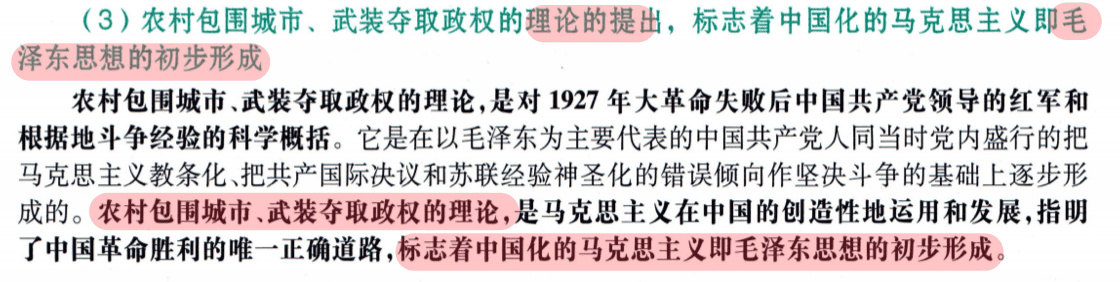 （3）农村包围城市、武装夺取政权的理论的提出，标志着中国化的马克思主义即毛
泽东思想的初步形成
农村包围城市、武装夺取政权的理论，是对 1927 年大革命失败后中国共产党领导的红军和
根据地斗争经验的科学概括。它是在以毛泽东为主要代表的中国共产党人同当时党内盛行的把
马克思主义教条化、把共产国际决议和苏联经验神圣化的错误倾向作坚决斗争的基础上逐步形
成的。农村包围城市、武装夺取政权的理论，是马克思主义在中国的创造性地运用和发展，指明
了中国革命胜利的唯一正确道路，标志着中国化的马克思主义即毛泽东思想的初步形成。